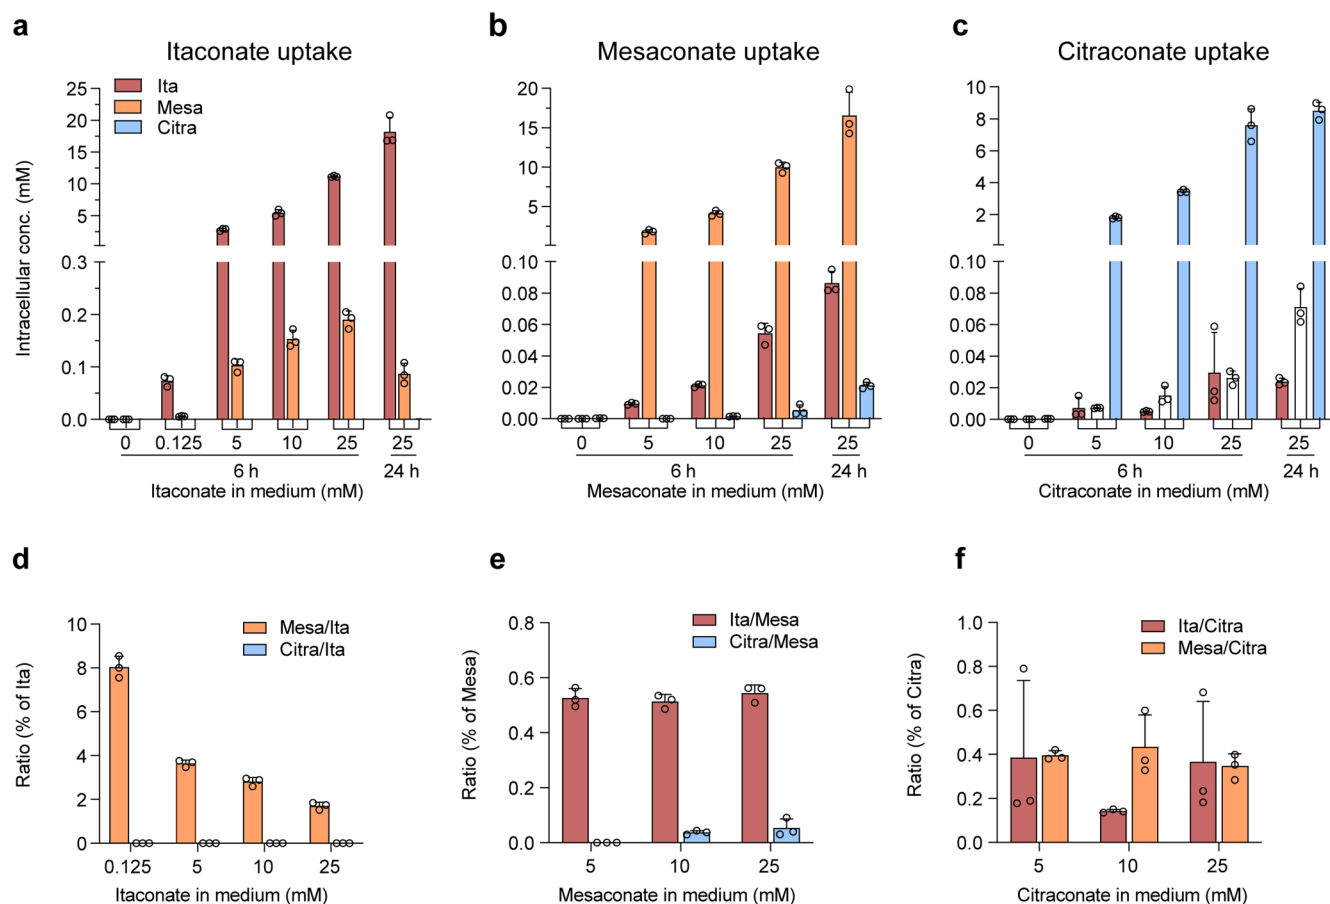 a
Itaconate uptake
Ita
Mesa
Citra
Intracellular conc. (mM)
25
20
15
10
5
0.3
0.2
0.1
0.0
0 0.125 5 10 25 25
6 h 24 h
Itaconate in medium (mM)
b
Mesaconate uptake
20
15
10
5
0.10
0.08
0.06
0.04
0.02
0.00
0 5 10 25 25
6 h 24 h
Mesaconate in medium (mM)
c
Citraconate uptake
10
8
6
4
2
0.10
0.08
0.06
0.04
0.02
0.00
0 5 10 25 25
6 h 24 h
Citraconate in medium (mM)
d
Mesa/Ita
Citra/Ita
Ratio (% of Ita)
10
8
6
4
2
0
0.125 5 10 25
Itaconate in medium (mM)
e
Ita/Mesa
Citra/Mesa
Ratio (% of Mesa)
0.8
0.6
0.4
0.2
0.0
5 10 25
Mesaconate in medium (mM)
f
Ita/Citra
Mesa/Citra
Ratio (% of Citra)
1.0
0.8
0.6
0.4
0.2
0.0
5 10 25
Citraconate in medium (mM)